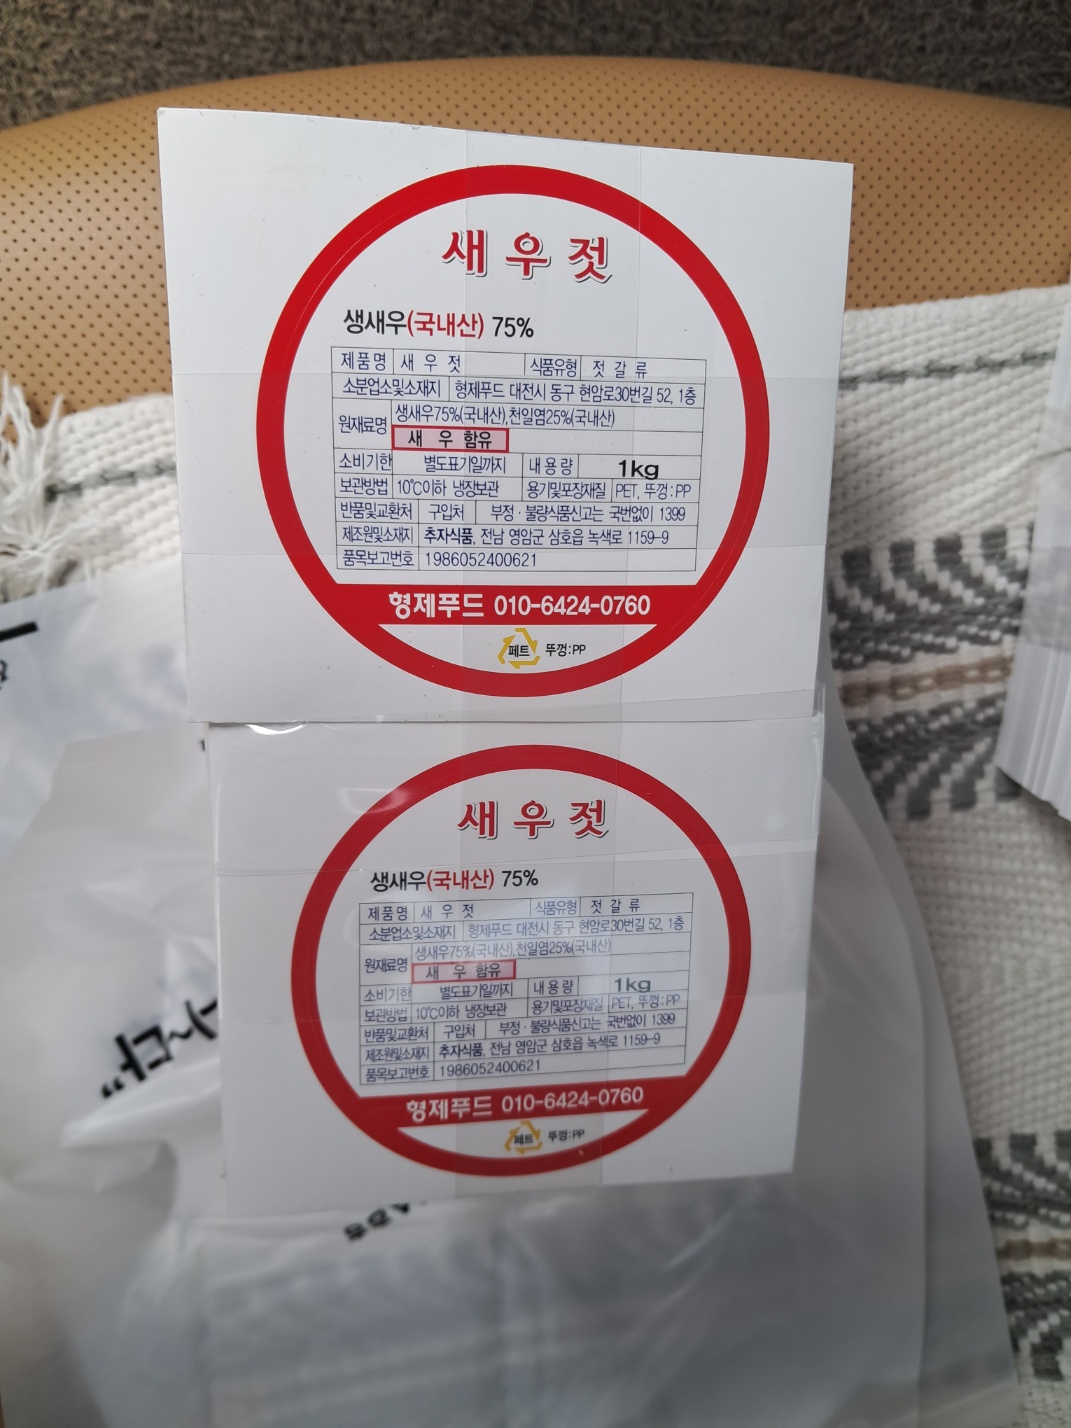 새우젓
생새우(국내산) 75%
제품명 새우젓 식품유형 젓갈류
소분업소및소재지 형제푸드 대전시 동구 현암로30번길 52, 1층
원재료명 생새우75%(국내산),천일염25%(국내산)
새우 함유
소비기한 별도표기일까지 내용량 1kg
보관방법 10℃이하 냉장보관 용기및포장재질 PET, 뚜껑:PP
반품및교환처 구입처 부정·불량식품신고는 국번없이 1399
제조원및소재지 추자식품, 전남 영암군 삼호읍 녹색로 1159-9
품목보고번호 1986052400621
형제푸드 010-6424-0760
페트 뚜껑:PP
새우젓
생새우(국내산) 75%
제품명 새우젓 식품유형 젓갈류
소분업소및소재지 형제푸드 대전시 동구 현암로30번길 52, 1층
원재료명 생새우75%(국내산),천일염25%(국내산)
새우 함유
소비기한 별도표기일까지 내용량 1kg
보관방법 10℃이하 냉장보관 용기및포장재질 PET, 뚜껑:PP
반품및교환처 구입처 부정·불량식품신고는 국번없이 1399
제조원및소재지 추자식품, 전남 영암군 삼호읍 녹색로 1159-9
품목보고번호 1986052400621
형제푸드 010-6424-0760
페트 뚜껑:PP